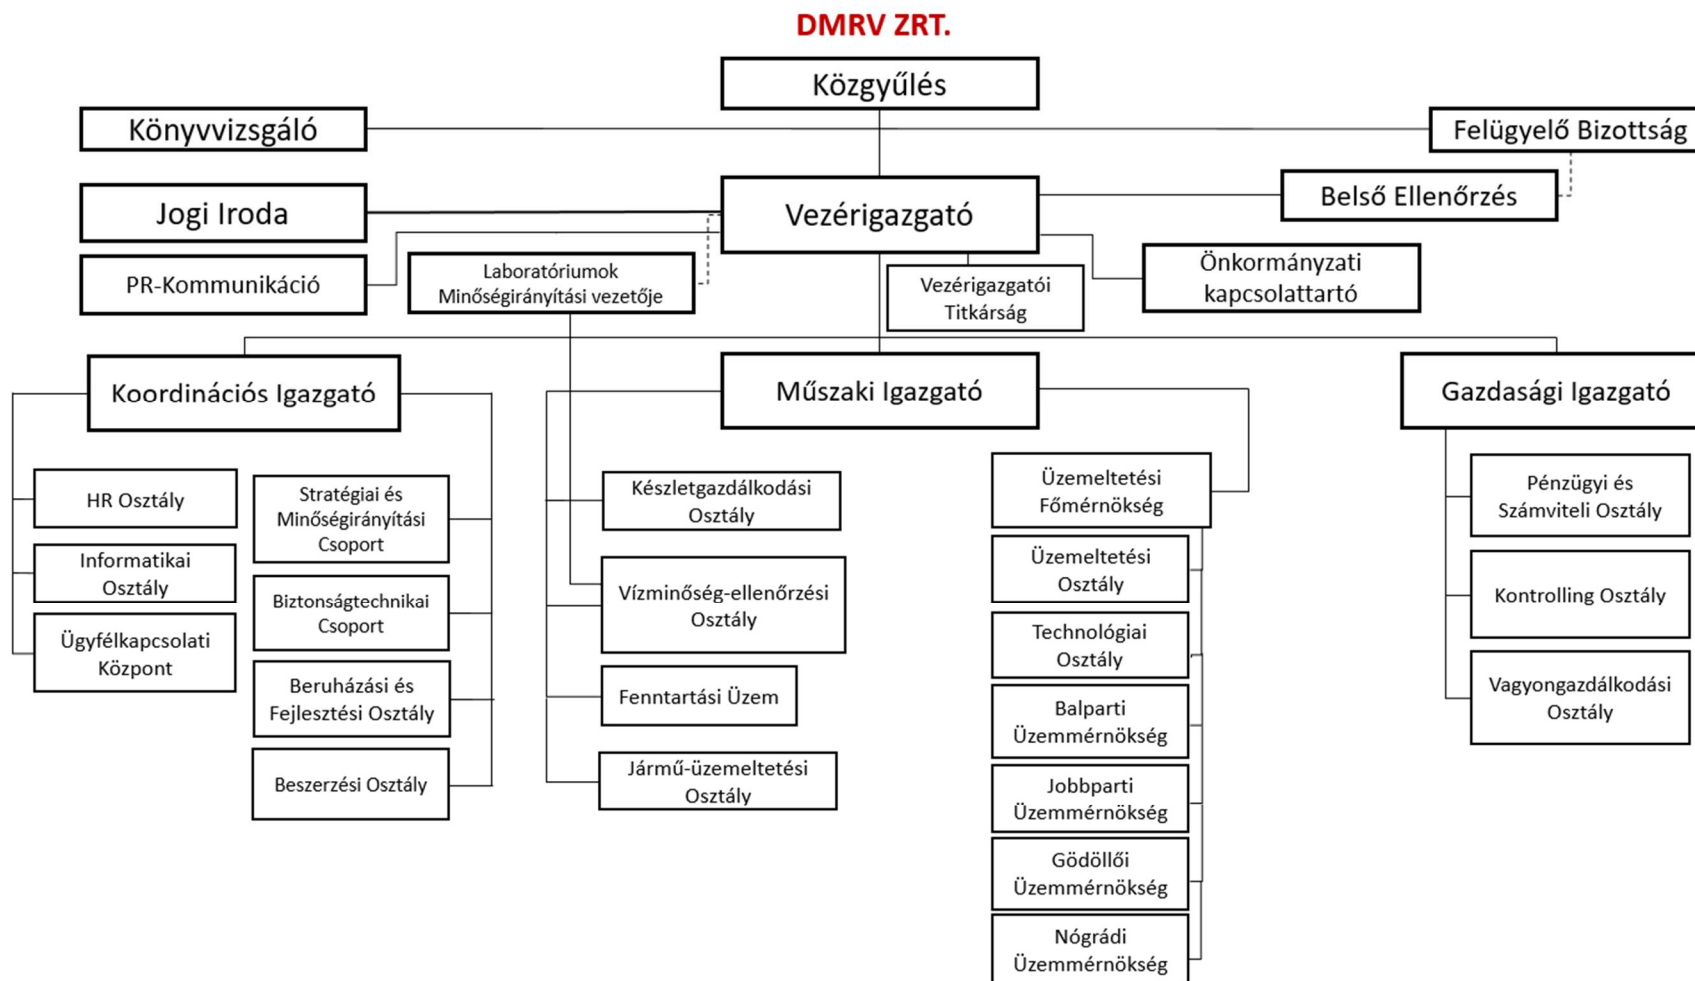 DMRV ZRT.
Közgyűlés
Könyvvizsgáló
Felügyelő Bizottság
Jogi Iroda
Vezérigazgató
Belső Ellenőrzés
PR-Kommunikáció
Laboratóriumok
Minőségirányítási vezetője
Vezérigazgatói
Titkárság
Önkormányzati
kapcsolattartó
Koordinációs Igazgató
Műszaki Igazgató
Gazdasági Igazgató
HR Osztály
Informatikai
Osztály
Ügyfélkapcsolati
Központ
Stratégiai és
Minőségirányítási
Csoport
Biztonságtechnikai
Csoport
Beruházási és
Fejlesztési Osztály
Beszerzési Osztály
Készletgazdálkodási
Osztály
Vízminőség-ellenőrzési
Osztály
Fenntartási Üzem
Jármű-üzemeltetési
Osztály
Üzemeltetési
Főmérnökség
Üzemeltetési
Osztály
Technológiai
Osztály
Balparti
Üzemmérnökség
Jobbparti
Üzemmérnökség
Gödöllői
Üzemmérnökség
Nógrádi
Üzemmérnökség
Pénzügyi és
Számviteli Osztály
Kontrolling Osztály
Vagyongazdálkodási
Osztály